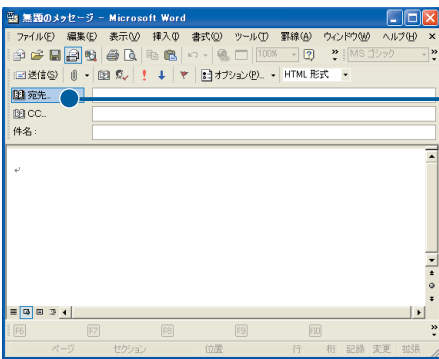 無題のメッセージ - Microsoft Word
ファイル(F) 編集(E) 表示(V) 挿入(I) 書式(O) ツール(T) 罫線(A) ウィンドウ(W) ヘルプ(H) ×
100% MS ゴシック
送信(S) オプション(P)... HTML 形式
宛先...
CC...
件名:
F6 F7 F8 F9 F10
ページ セクション 位置 行 桁 記録 変更 拡張